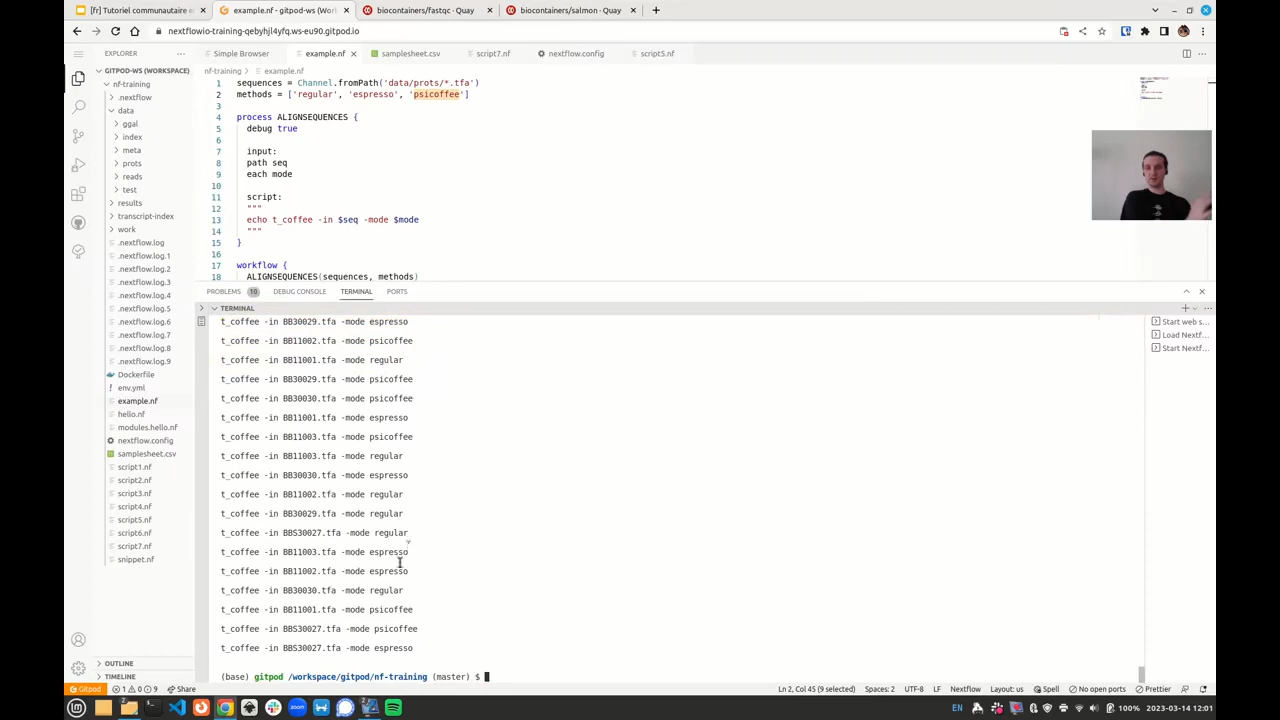 [fr] Tutoriel communautaire en
example.nf - gitpod-ws (Workspace)
biocontainers/fastqc - Quay
biocontainers/salmon - Quay
nextflowio-training-qebyhjl4yfq.ws-eu90.gitpod.io
EXPLORER
Simple Browser
example.nf
samplesheet.csv
script7.nf
nextflow.config
script5.nf
GITPOD-WS (WORKSPACE)
nf-training
.nextflow
data
ggal
index
meta
prots
reads
test
results
transcript-index
work
.nextflow.log
.nextflow.log.1
.nextflow.log.2
.nextflow.log.3
.nextflow.log.4
.nextflow.log.5
.nextflow.log.6
.nextflow.log.7
.nextflow.log.8
.nextflow.log.9
Dockerfile
env.yml
example.nf
hello.nf
modules.hello.nf
nextflow.config
samplesheet.csv
script1.nf
script2.nf
script3.nf
script4.nf
script5.nf
script6.nf
script7.nf
snippet.nf
OUTLINE
TIMELINE
nf-training > example.nf
1 sequences = Channel.fromPath('data/prots/*.tfa')
2 methods = ['regular', 'espresso', 'psicoffee']
3
4 process ALIGNSEQUENCES {
5 debug true
6
7 input:
8 path seq
9 each mode
10
11 script:
12 """
13 echo t_coffee -in $seq -mode $mode
14 """
15 }
16
17 workflow {
18 ALIGNSEQUENCES(sequences, methods)
PROBLEMS 10 DEBUG CONSOLE TERMINAL PORTS
TERMINAL
t_coffee -in BB30029.tfa -mode espresso
t_coffee -in BB11002.tfa -mode psicoffee
t_coffee -in BB11001.tfa -mode regular
t_coffee -in BB30029.tfa -mode psicoffee
t_coffee -in BB30030.tfa -mode psicoffee
t_coffee -in BB11001.tfa -mode espresso
t_coffee -in BB11003.tfa -mode psicoffee
t_coffee -in BB11003.tfa -mode regular
t_coffee -in BB30030.tfa -mode espresso
t_coffee -in BB11002.tfa -mode regular
t_coffee -in BB30029.tfa -mode regular
t_coffee -in BBS30027.tfa -mode regular
t_coffee -in BB11003.tfa -mode espresso
t_coffee -in BB11002.tfa -mode espresso
t_coffee -in BB30030.tfa -mode regular
t_coffee -in BB11001.tfa -mode psicoffee
t_coffee -in BBS30027.tfa -mode psicoffee
t_coffee -in BBS30027.tfa -mode espresso
(base) gitpod /workspace/gitpod/nf-training (master) $
Start web s...
Load Nextf...
Start Nextf...
Gitpod 1 0 9 Share
Ln 2, Col 45 (9 selected) Spaces: 2 UTF-8 LF Nextflow Layout: us Spell No open ports Prettier
EN 100% 2023-03-14 12:01